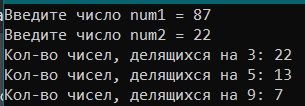 Введите число num1 = 87
Введите число num2 = 22
Кол-во чисел, делящихся на 3: 22
Кол-во чисел, делящихся на 5: 13
Кол-во чисел, делящихся на 9: 7